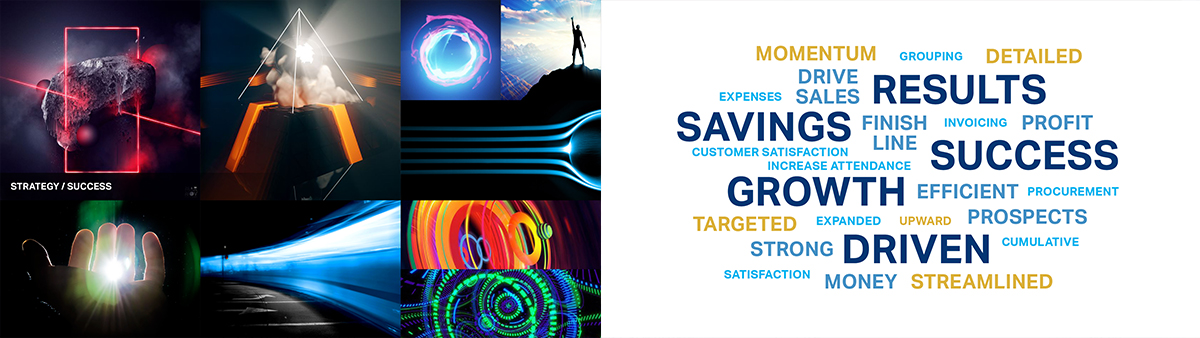 STRATEGY / SUCCESS
MOMENTUM GROUPING DETAILED
DRIVE
SALES
EXPENSES
RESULTS
SAVINGS
FINISH
LINE
INVOICING
PROFIT
CUSTOMER SATISFACTION
INCREASE ATTENDANCE
SUCCESS
GROWTH
EFFICIENT
PROCUREMENT
TARGETED
EXPANDED
UPWARD
PROSPECTS
STRONG
DRIVEN
CUMULATIVE
SATISFACTION
MONEY
STREAMLINED